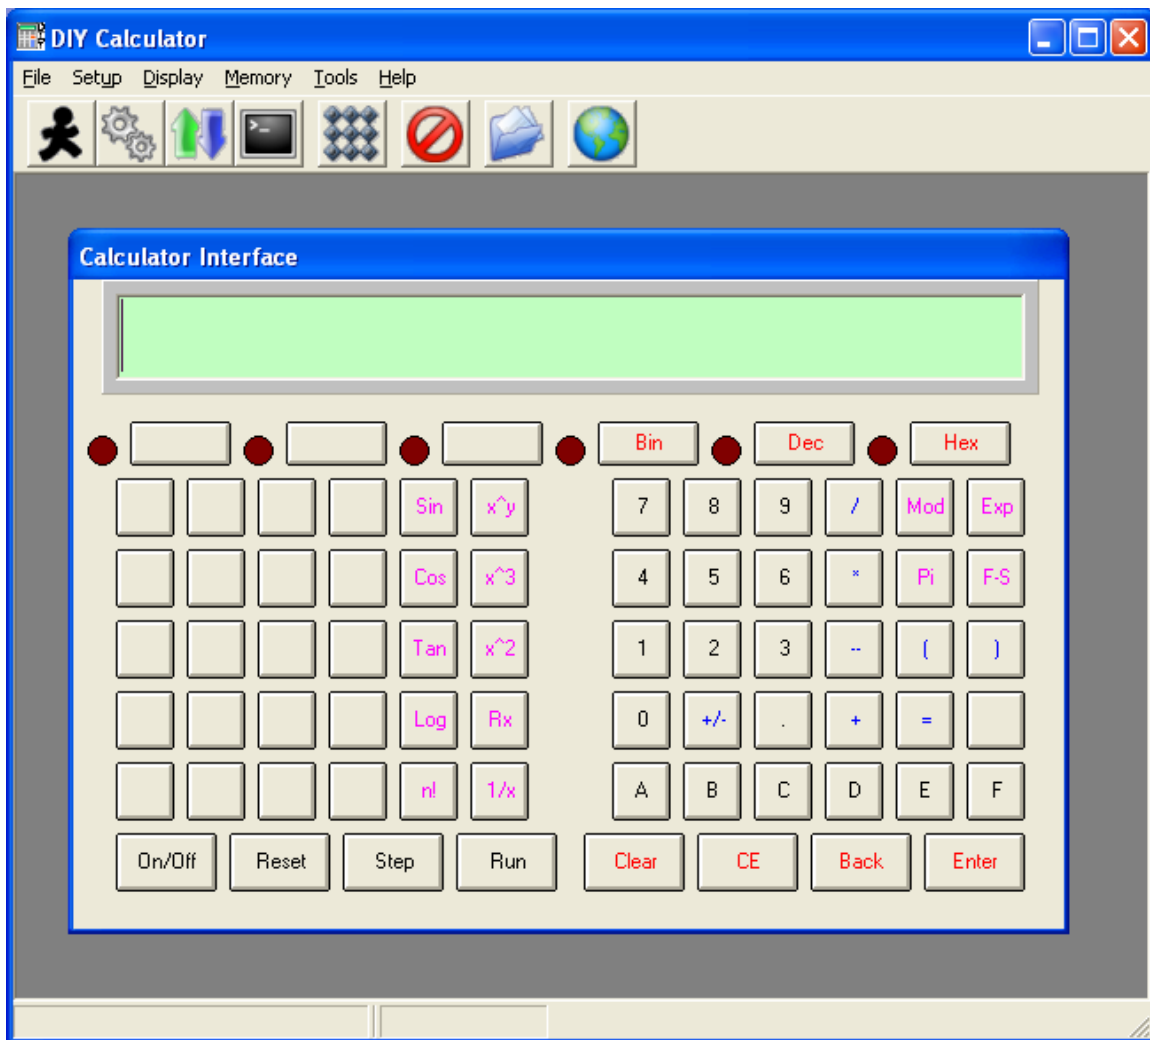 DIY Calculator
File Setup Display Memory Tools Help
>_
Calculator Interface
Bin Dec Hex
Sin x^y 7 8 9 / Mod Exp
Cos x^3 4 5 6 * Pi F-S
Tan x^2 1 2 3 -- ( )
Log Rx 0 +/- . + =
n! 1/x A B C D E F
On/Off Reset Step Run Clear CE Back Enter